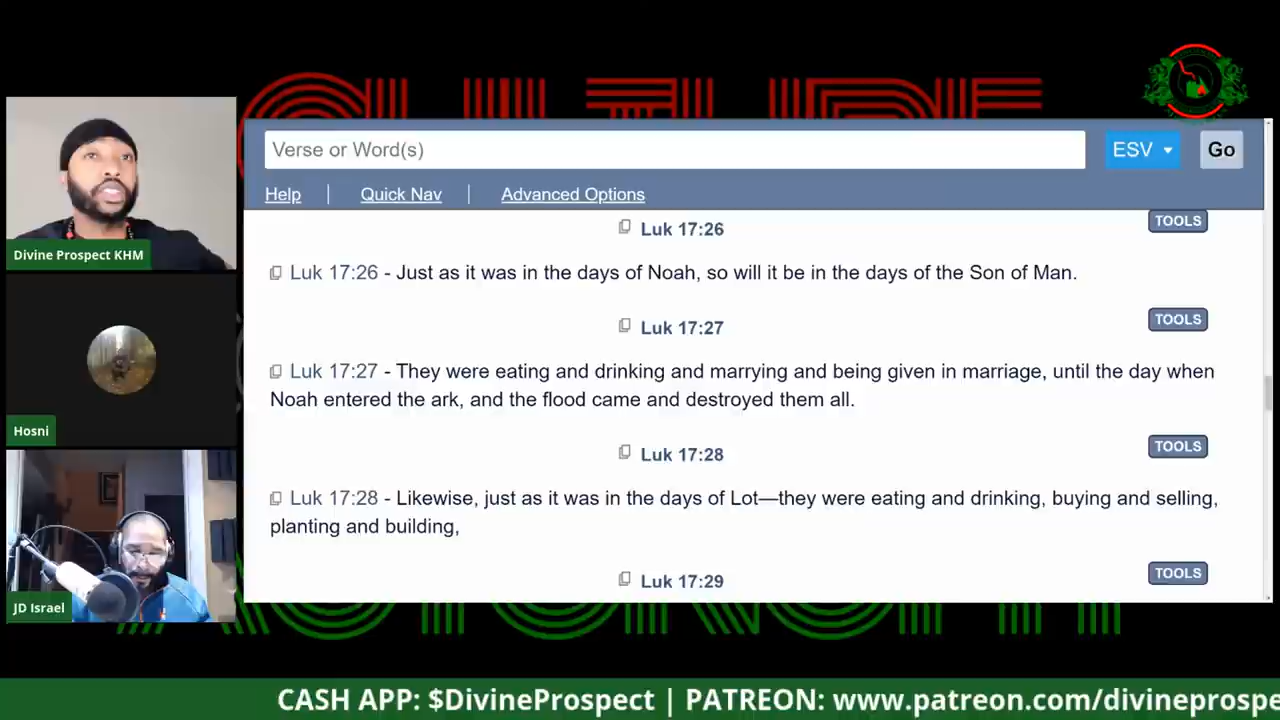 Verse or Word(s)
ESV
Go
Help | Quick Nav | Advanced Options
Luk 17:26
TOOLS
Luk 17:26 - Just as it was in the days of Noah, so will it be in the days of the Son of Man.
Luk 17:27
TOOLS
Luk 17:27 - They were eating and drinking and marrying and being given in marriage, until the day when
Noah entered the ark, and the flood came and destroyed them all.
Luk 17:28
TOOLS
Luk 17:28 - Likewise, just as it was in the days of Lot—they were eating and drinking, buying and selling,
planting and building,
Luk 17:29
TOOLS
Divine Prospect KHM
Hosni
JD Israel
CASH APP: $DivineProspect | PATREON: www.patreon.com/divineprospe